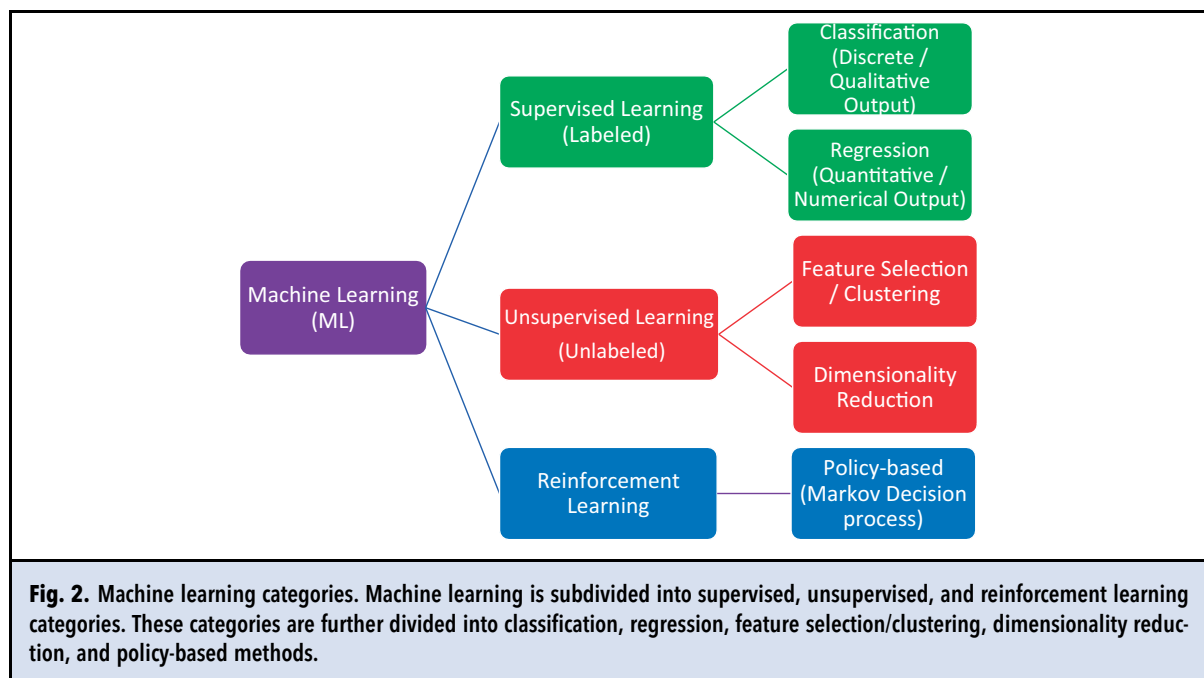 Classification
(Discrete /
Qualitative
Output)
Supervised Learning
(Labeled)
Regression
(Quantitative /
Numerical Output)
Machine Learning
(ML)
Feature Selection
/ Clustering
Unsupervised Learning
(Unlabeled)
Dimensionality
Reduction
Reinforcement
Learning
Policy-based
(Markov Decision
process)
Fig. 2. Machine learning categories. Machine learning is subdivided into supervised, unsupervised, and reinforcement learning
categories. These categories are further divided into classification, regression, feature selection/clustering, dimensionality reduc-
tion, and policy-based methods.